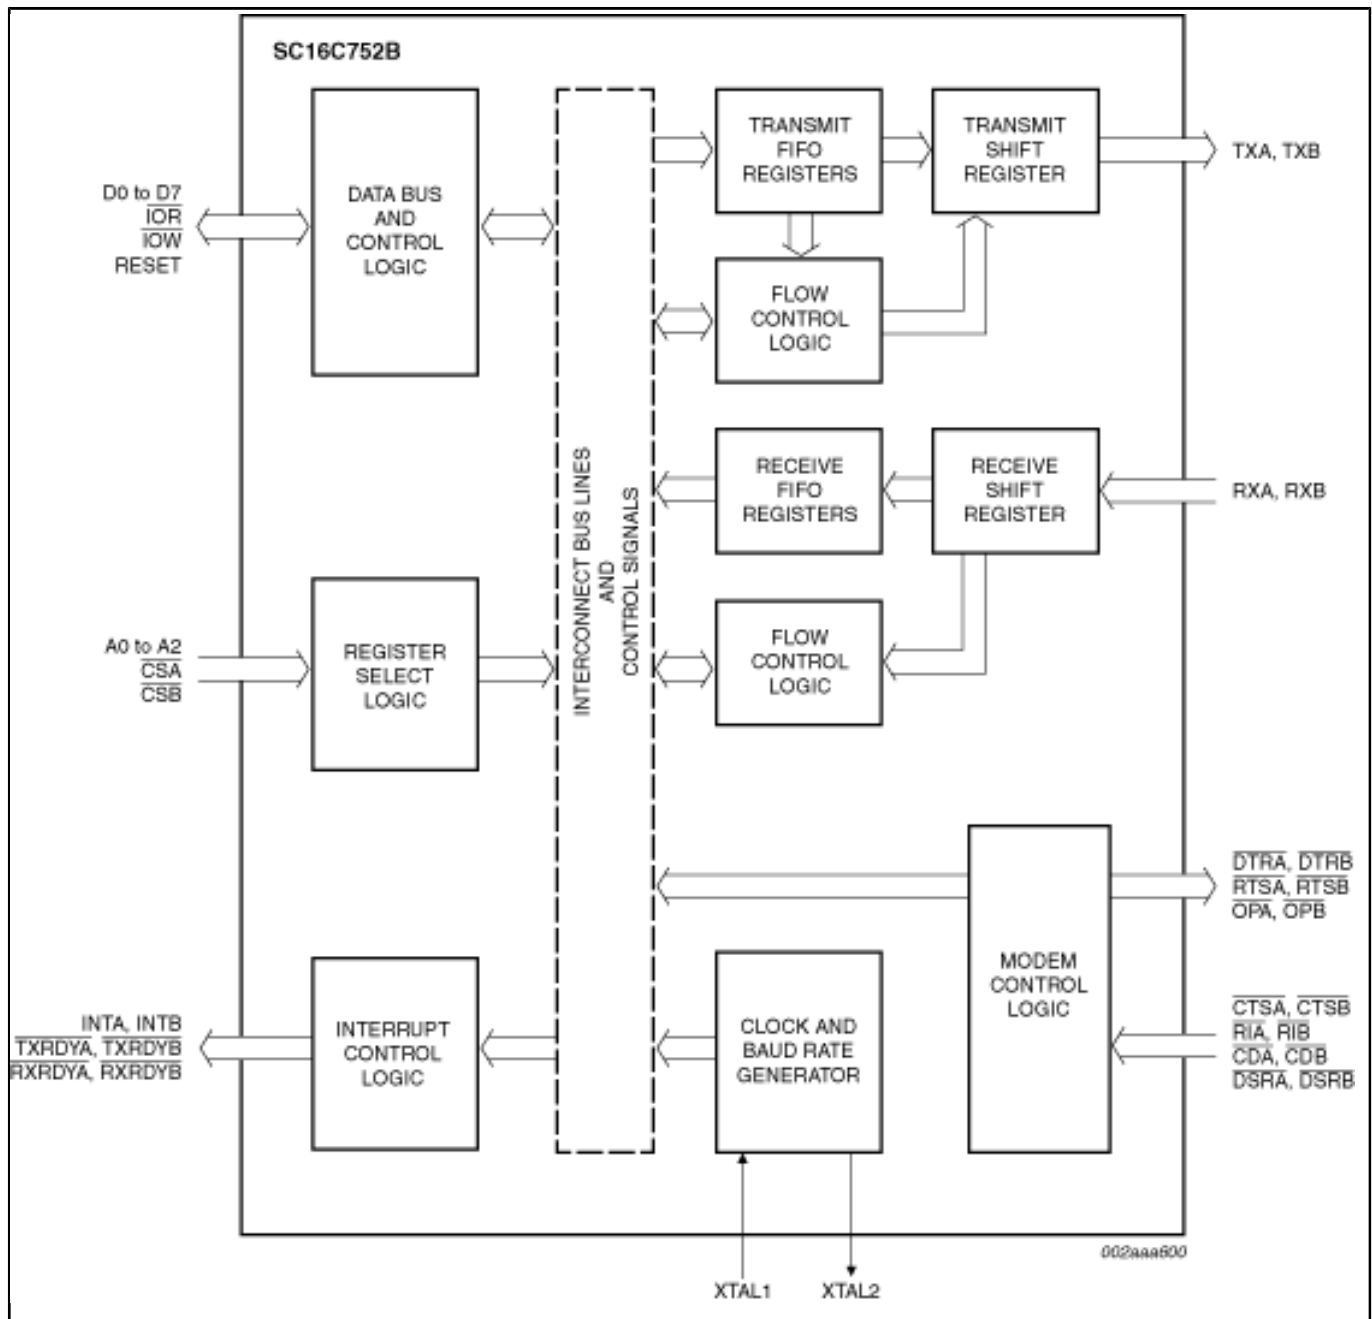 SC16C752B
D0 to D7
IOR
IOW
RESET
DATA BUS
AND
CONTROL
LOGIC
TRANSMIT
FIFO
REGISTERS
TRANSMIT
SHIFT
REGISTER
TXA, TXB
FLOW
CONTROL
LOGIC
INTERCONNECT BUS LINES
AND
CONTROL SIGNALS
RECEIVE
FIFO
REGISTERS
RECEIVE
SHIFT
REGISTER
RXA, RXB
A0 to A2
CSA
CSB
REGISTER
SELECT
LOGIC
FLOW
CONTROL
LOGIC
DTRA, DTRB
RTSA, RTSB
OPA, OPB
MODEM
CONTROL
LOGIC
CTSA, CTSB
RIA, RIB
CDA, CDB
DSRA, DSRB
INTA, INTB
TXRDYA, TXRDYB
RXRDYA, RXRDYB
INTERRUPT
CONTROL
LOGIC
CLOCK AND
BAUD RATE
GENERATOR
002aaa600
XTAL1
XTAL2